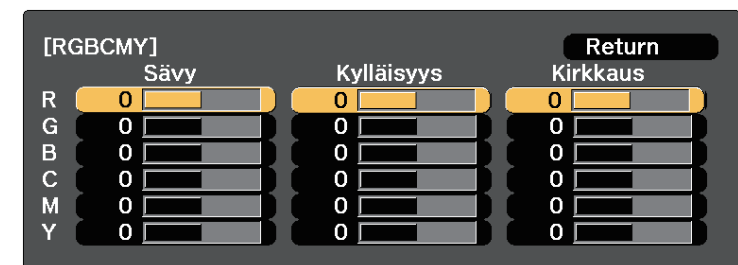 [RGBCMY] Return
Sävy Kylläisyys Kirkkaus
R 0 0 0
G 0 0 0
B 0 0 0
C 0 0 0
M 0 0 0
Y 0 0 0